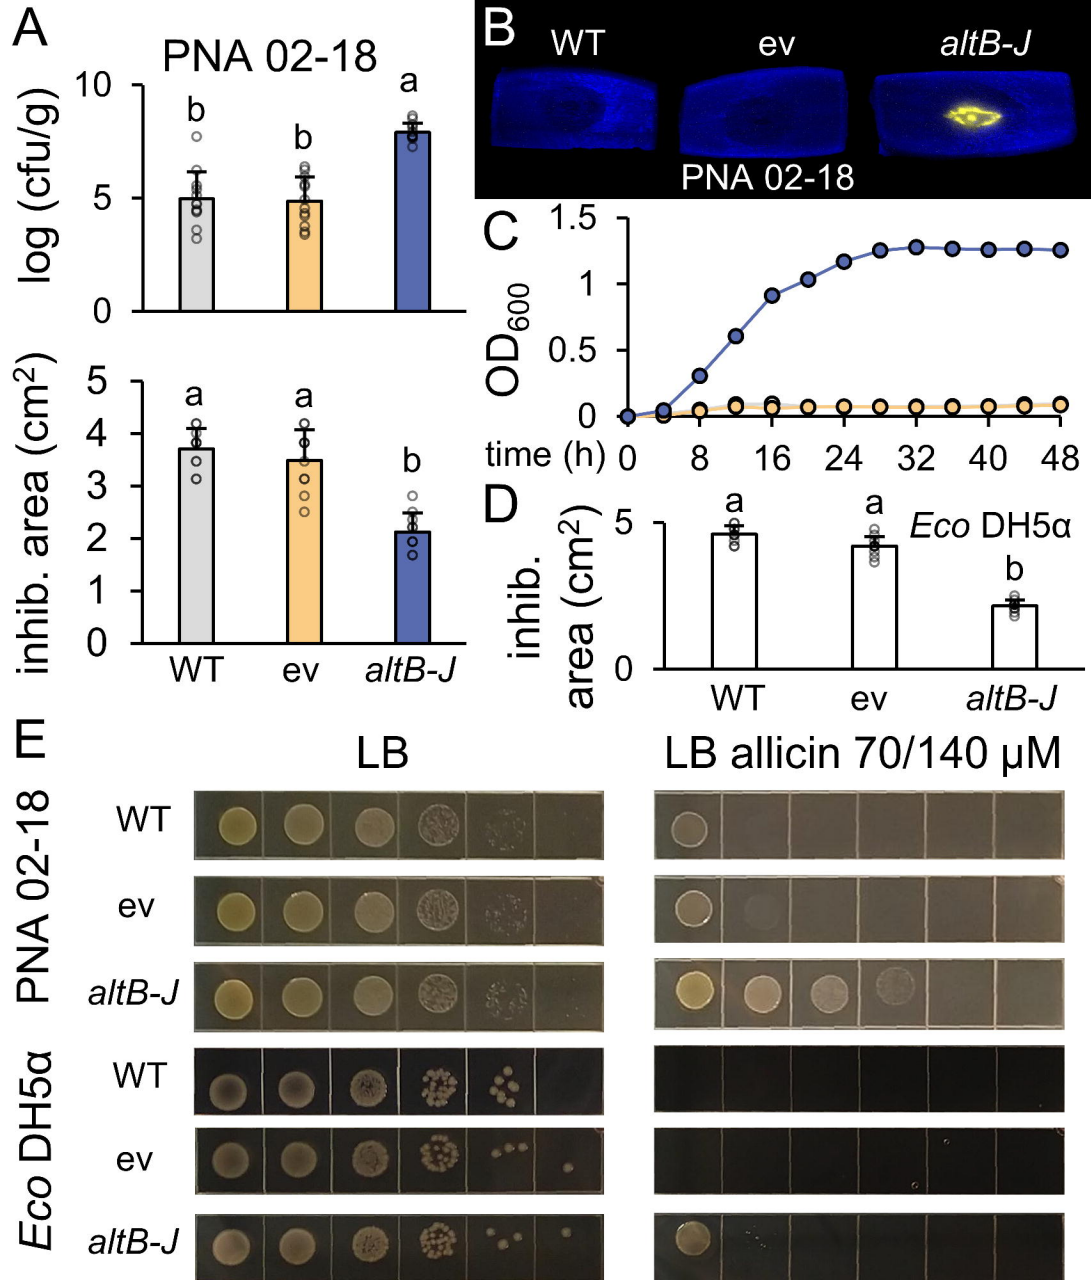 A
PNA 02-18
log (cfu/g)
10
5
0
b
b
a
inhib. area (cm²)
5
4
3
2
1
0
a
a
b
WT
ev
altB-J
B
WT
ev
altB-J
PNA 02-18
C
OD600
1.5
1
0.5
0
time (h)
0
8
16
24
32
40
48
D
inhib.
area (cm²)
5
0
a
a
b
Eco DH5α
WT
ev
altB-J
E
LB
LB allicin 70/140 µM
PNA 02-18
WT
ev
altB-J
Eco DH5α
WT
ev
altB-J